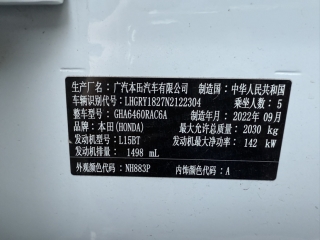 生产厂名：广汽本田汽车有限公司 制造国：中华人民共和国
车辆识别代号：LHGRY1827N2122304 乘坐人数：5
整车型号：GHA6460RAC6A 制造年月：2022年09月
品牌：本田(HONDA) 最大允许总质量：2030 kg
发动机型号：L15BT 发动机最大净功率：142 kW
发动机排量：1498 mL
外观颜色代码：NH883P 内饰颜色代码：A